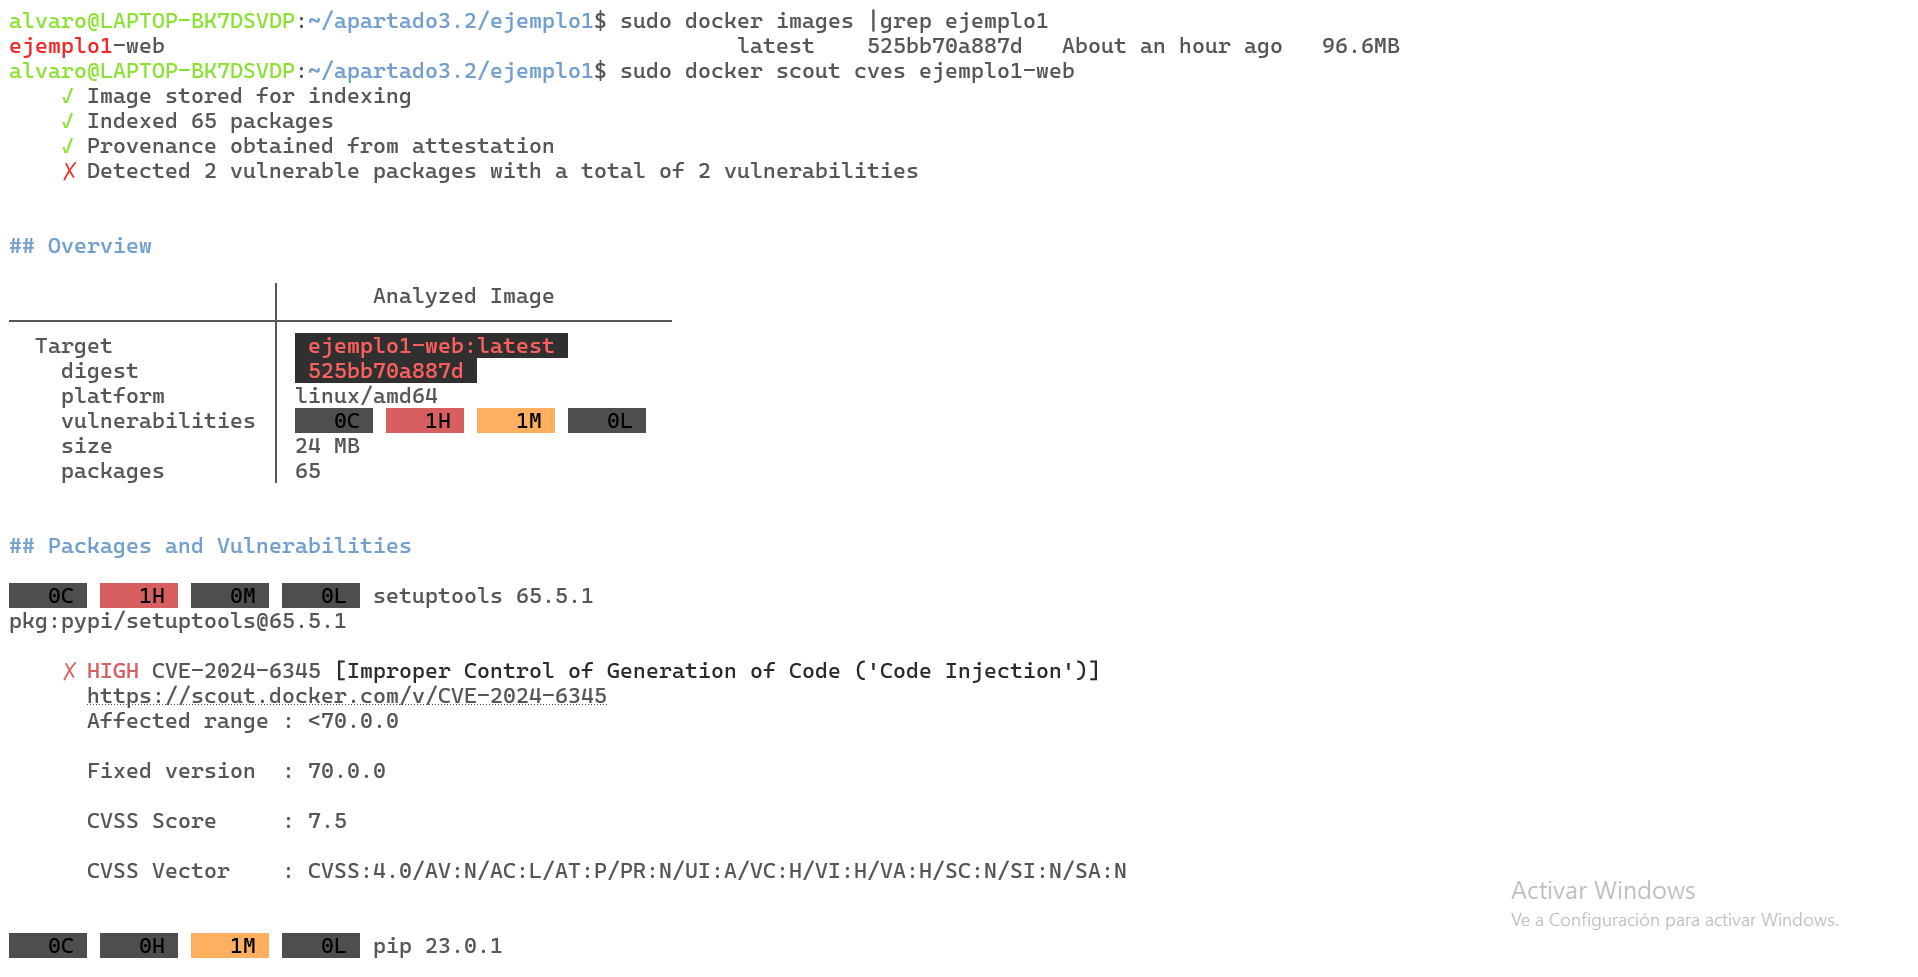 alvaro@LAPTOP-BK7DSVDP:~/apartado3.2/ejemplo1$ sudo docker images |grep ejemplo1
ejemplo1-web latest 525bb70a887d About an hour ago 96.6MB
alvaro@LAPTOP-BK7DSVDP:~/apartado3.2/ejemplo1$ sudo docker scout cves ejemplo1-web
✓ Image stored for indexing
✓ Indexed 65 packages
✓ Provenance obtained from attestation
✗ Detected 2 vulnerable packages with a total of 2 vulnerabilities
## Overview
Analyzed Image
Target ejemplo1-web:latest
digest 525bb70a887d
platform linux/amd64
vulnerabilities 0C 1H 1M 0L
size 24 MB
packages 65
## Packages and Vulnerabilities
0C 1H 0M 0L setuptools 65.5.1
pkg:pypi/setuptools@65.5.1
✗ HIGH CVE-2024-6345 [Improper Control of Generation of Code ('Code Injection')]
https://scout.docker.com/v/CVE-2024-6345
Affected range : <70.0.0
Fixed version : 70.0.0
CVSS Score : 7.5
CVSS Vector : CVSS:4.0/AV:N/AC:L/AT:P/PR:N/UI:A/VC:H/VI:H/VA:H/SC:N/SI:N/SA:N
Activar Windows
Ve a Configuración para activar Windows.
0C 0H 1M 0L pip 23.0.1